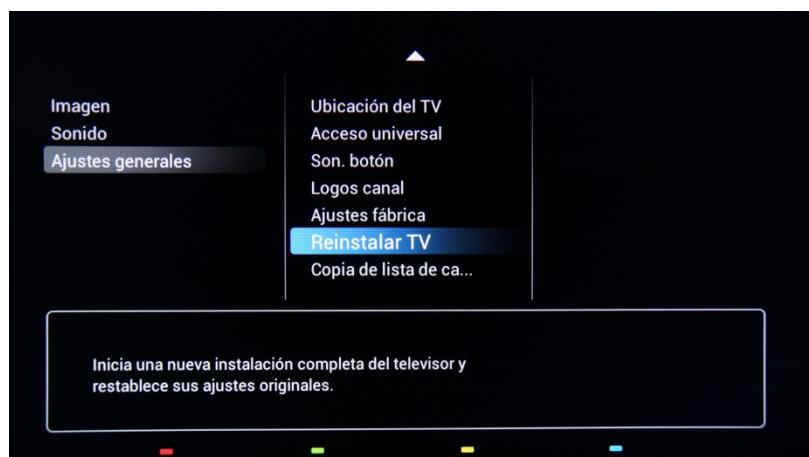 Imagen
Sonido
Ajustes generales
Ubicación del TV
Acceso universal
Son. botón
Logos canal
Ajustes fábrica
Reinstalar TV
Copia de lista de ca...
Inicia una nueva instalación completa del televisor y
restablece sus ajustes originales.